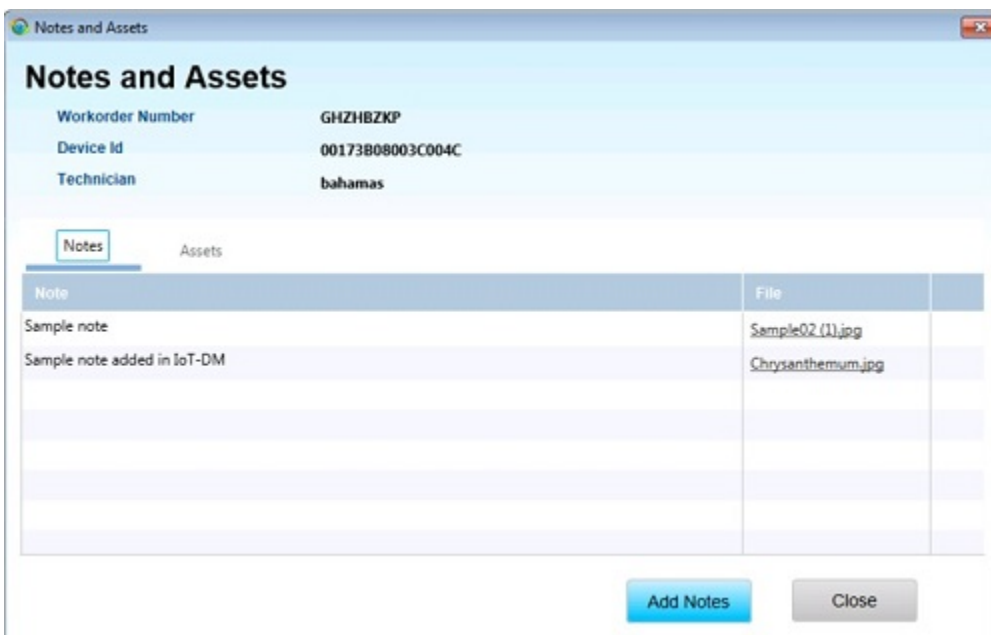 Notes and Assets
Notes and Assets
Workorder Number GHZHBZKP
Device Id 00173B08003C004C
Technician bahamas
Notes Assets
Note File
Sample note Sample02 (1).jpg
Sample note added in IoT-DM Chrysanthemum.jpg
Add Notes Close